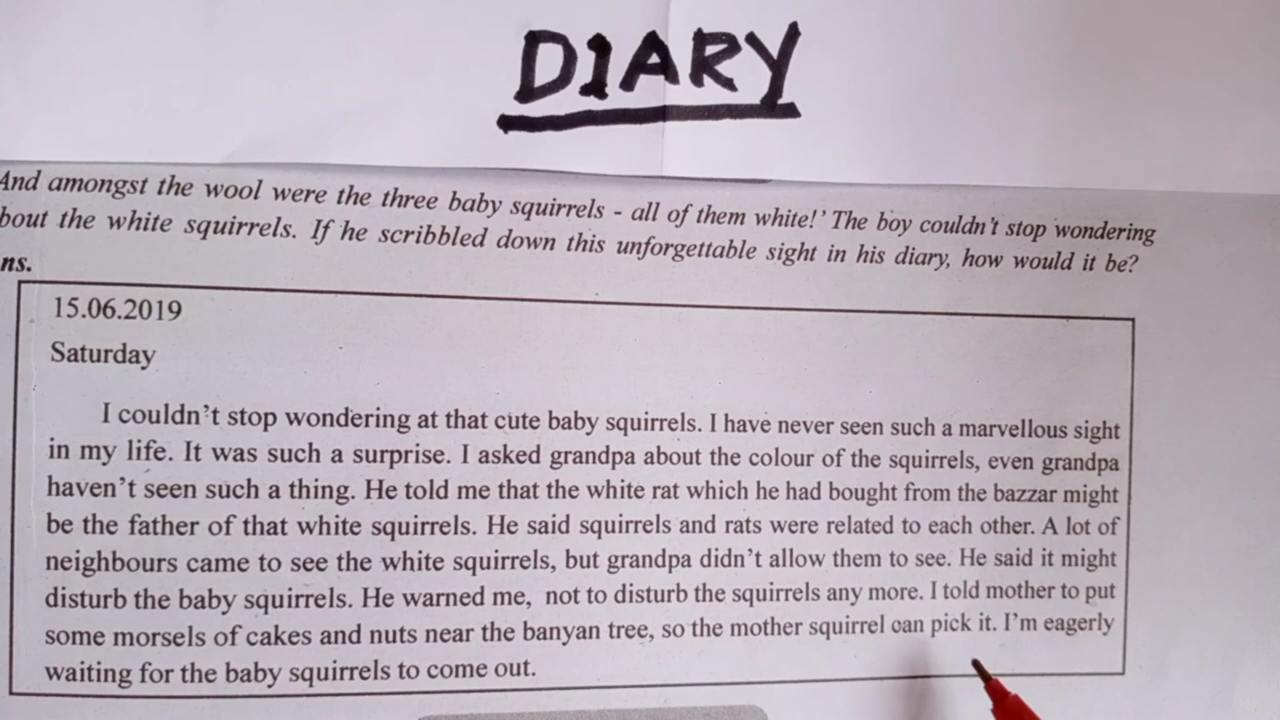 DIARY
And amongst the wool were the three baby squirrels - all of them white!' The boy couldn't stop wondering
bout the white squirrels. If he scribbled down this unforgettable sight in his diary, how would it be?
ns.
15.06.2019
Saturday
I couldn't stop wondering at that cute baby squirrels. I have never seen such a marvellous sight
in my life. It was such a surprise. I asked grandpa about the colour of the squirrels, even grandpa
haven't seen such a thing. He told me that the white rat which he had bought from the bazzar might
be the father of that white squirrels. He said squirrels and rats were related to each other. A lot of
neighbours came to see the white squirrels, but grandpa didn't allow them to see. He said it might
disturb the baby squirrels. He warned me, not to disturb the squirrels any more. I told mother to put
some morsels of cakes and nuts near the banyan tree, so the mother squirrel can pick it. I'm eagerly
waiting for the baby squirrels to come out.